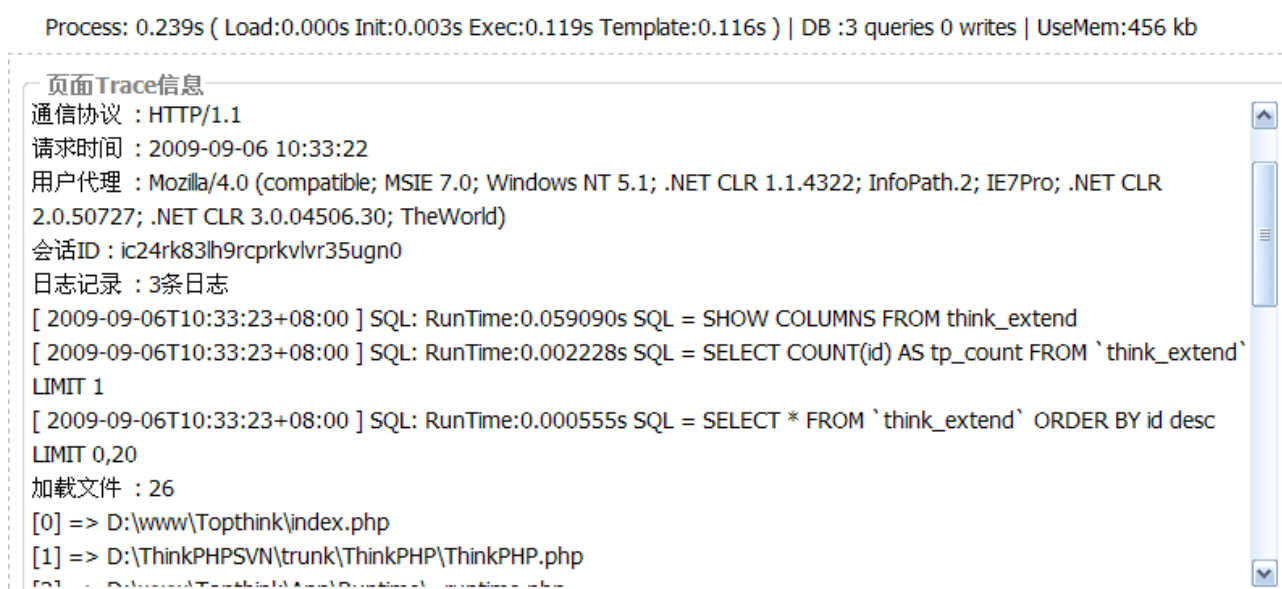 Process: 0.239s ( Load:0.000s Init:0.003s Exec:0.119s Template:0.116s ) | DB :3 queries 0 writes | UseMem:456 kb
页面Trace信息
通信协议 : HTTP/1.1
请求时间 : 2009-09-06 10:33:22
用户代理 : Mozilla/4.0 (compatible; MSIE 7.0; Windows NT 5.1; .NET CLR 1.1.4322; InfoPath.2; IE7Pro; .NET CLR
2.0.50727; .NET CLR 3.0.04506.30; TheWorld)
会话ID : ic24rk83lh9rcprkvlvr35ugn0
日志记录 : 3条日志
[ 2009-09-06T10:33:23+08:00 ] SQL: RunTime:0.059090s SQL = SHOW COLUMNS FROM think_extend
[ 2009-09-06T10:33:23+08:00 ] SQL: RunTime:0.002228s SQL = SELECT COUNT(id) AS tp_count FROM `think_extend`
LIMIT 1
[ 2009-09-06T10:33:23+08:00 ] SQL: RunTime:0.000555s SQL = SELECT * FROM `think_extend` ORDER BY id desc
LIMIT 0,20
加载文件 : 26
[0] => D:\www\Topthink\index.php
[1] => D:\ThinkPHPSVN\trunk\ThinkPHP\ThinkPHP.php